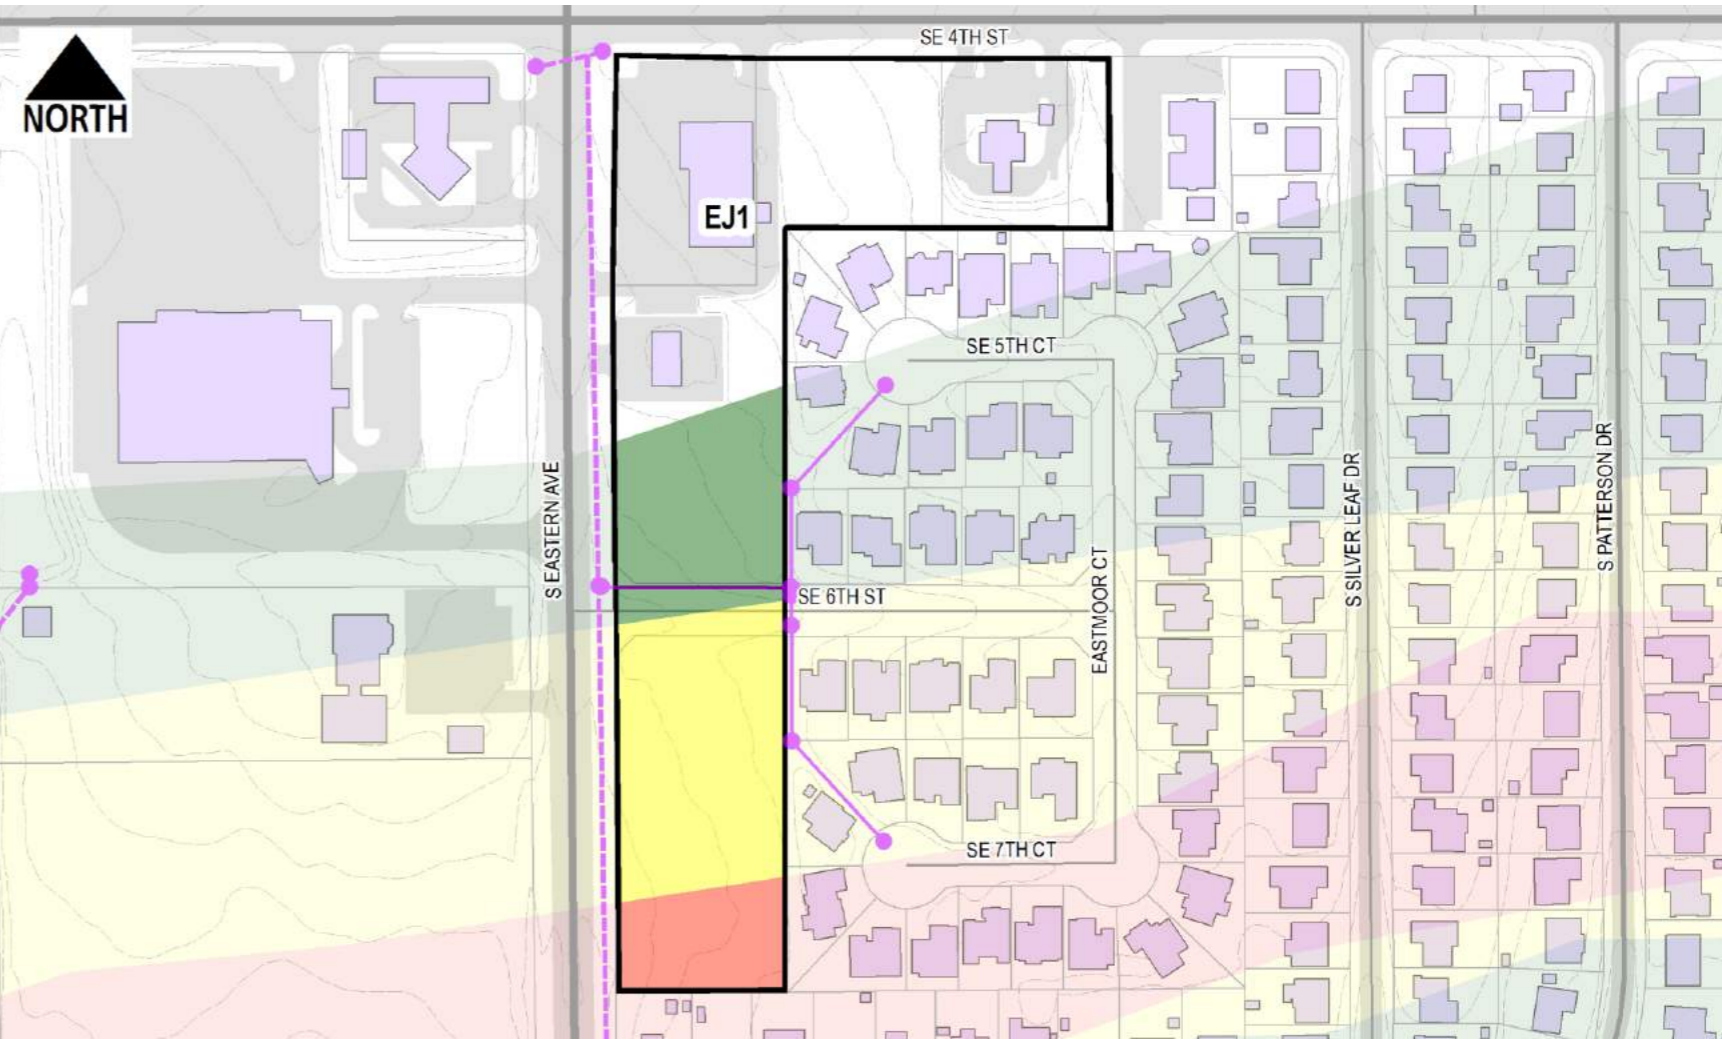 SE 4TH ST
NORTH
EJ1
SE 5TH CT
S EASTERN AVE
S SILVER LEAF DR
S PATTERSON DR
SE 6TH ST
EASTMOOR CT
SE 7TH CT